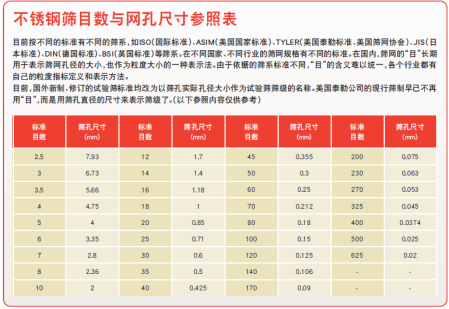 不锈钢筛目数与网孔尺寸参照表
目前按不同的标准有不同的筛系,如ISO(国际标准)、ASIM(美国国家标准)、TYLER(美国泰勒标准、美国筛网协会)、JIS(日
本标准)、DIN(德国标准)、BSI(英国标准)等筛系。在不同国家、不同行业的筛网规格有不同的标准。在国内,筛网的“目”长期
用于表示筛网孔径的大小,也作为粒度大小的一种表示法。由于依据的筛系标准不同,“目”的含义难以统一,各个行业都有
自己的粒度指标定义和表示方法。
目前,国外新制、修订的试验筛标准均改为以筛孔实际孔径大小作为试验筛筛级的名称。美国泰勒公司的现行筛制早已不再
用“目”,而是用筛孔直径的尺寸来表示筛级了。(以下参照内容仅供参考)
标准目数 筛孔尺寸(mm) 标准目数 筛孔尺寸(mm) 标准目数 筛孔尺寸(mm) 标准目数 筛孔尺寸(mm)
2.5 7.93 12 1.7 45 0.355 200 0.075
3 6.73 14 1.4 50 0.3 230 0.063
3.5 5.66 16 1.18 60 0.25 270 0.053
4 4.75 18 1 70 0.212 325 0.045
5 4 20 0.85 80 0.18 400 0.0374
6 3.35 25 0.71 100 0.15 500 0.025
7 2.8 30 0.6 120 0.125 625 0.02
8 2.36 35 0.5 140 0.106 - -
10 2 40 0.425 170 0.09 - -